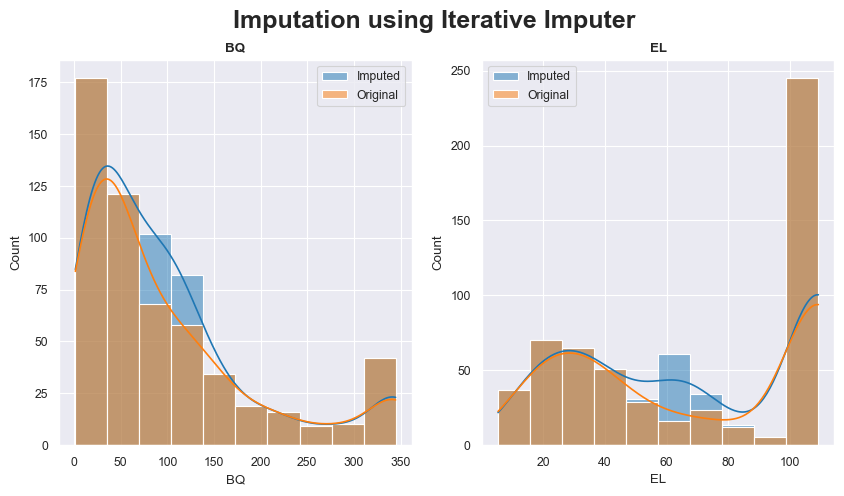 Imputation using Iterative Imputer
BQ
Imputed
Original
175
150
125
100
75
50
25
0
Count
0 50 100 150 200 250 300 350
BQ
EL
Imputed
Original
250
200
150
100
50
0
Count
20 40 60 80 100
EL